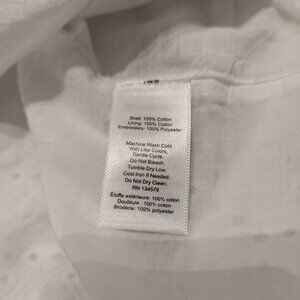 Shell: 100% Cotton
Lining: 100% Cotton
Embroidery: 100% Polyester
Machine Wash Cold
With Like Colors,
Gentle Cycle.
Do Not Bleach.
Tumble Dry Low.
Cool Iron If Needed.
Do Not Dry Clean.
RN 134578
Étoffe extérieure: 100% coton
Doublure : 100% coton
Broderie: 100% polyester